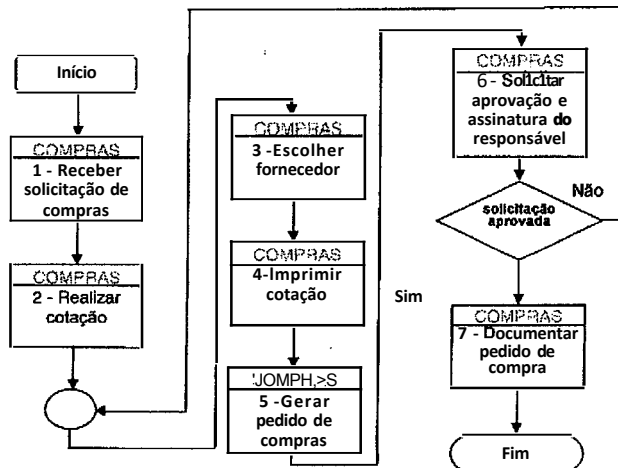 Início
COMPRAS
1 - Receber
solicitação de
compras
COMPRAS
2 - Realizar
cotação
COMPRAS
3 -Escolher
fornecedor
COMPRAS
4-Imprimir
cotação
'JOMPH,>S
5 -Gerar
pedido de
compras
COMPRAS
6 - Solicitar
aprovação e
assinatura do
responsável
solicitação
aprovada
Não
Sim
COMPRAS
7 - Documentar
pedido de
compra
Fim